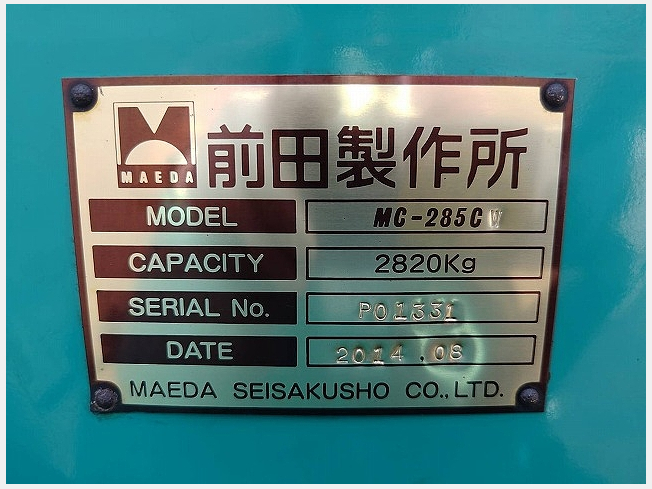 MAEDA
前田製作所
MODEL MC-285CW
CAPACITY 2820Kg
SERIAL No. P01331
DATE 2014.08
MAEDA SEISAKUSHO CO.,LTD.